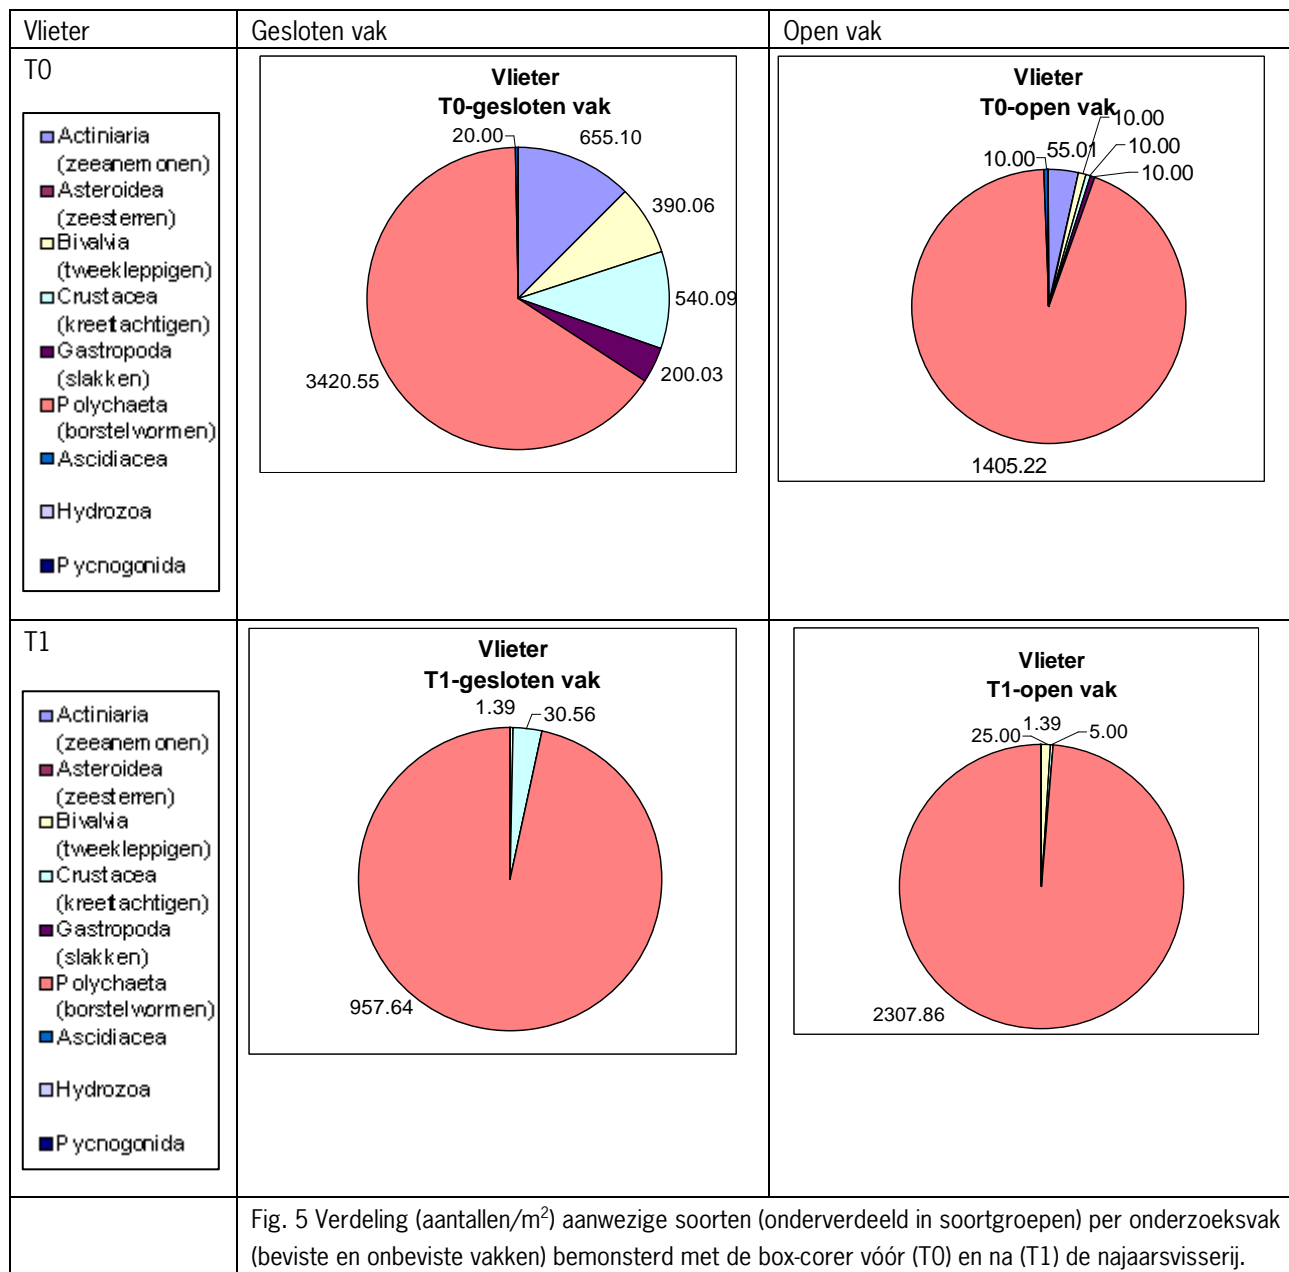 Vlieter
Gesloten vak
Open vak
T0
Actiniaria
(zeeanemonen)
Asteroidea
(zeesterren)
Bivalvia
(tweekleppigen)
Crustacea
(kreeftachtigen)
Gastropoda
(slakken)
Polychaeta
(borstelwormen)
Ascidiacea
Hydrozoa
Pycnogonida
Vlieter
T0-gesloten vak
20.00
655.10
390.06
540.09
200.03
3420.55
Vlieter
T0-open vak
10.00
55.01
10.00
10.00
10.00
1405.22
T1
Actiniaria
(zeeanemonen)
Asteroidea
(zeesterren)
Bivalvia
(tweekleppigen)
Crustacea
(kreeftachtigen)
Gastropoda
(slakken)
Polychaeta
(borstelwormen)
Ascidiacea
Hydrozoa
Pycnogonida
Vlieter
T1-gesloten vak
1.39
30.56
957.64
Vlieter
T1-open vak
25.00
1.39
5.00
2307.86
Fig. 5 Verdeling (aantallen/m²) aanwezige soorten (onderverdeeld in soortgroepen) per onderzoeksvak
(beviste en onbeviste vakken) bemonsterd met de box-corer vóór (T0) en na (T1) de najaarsvisserij.